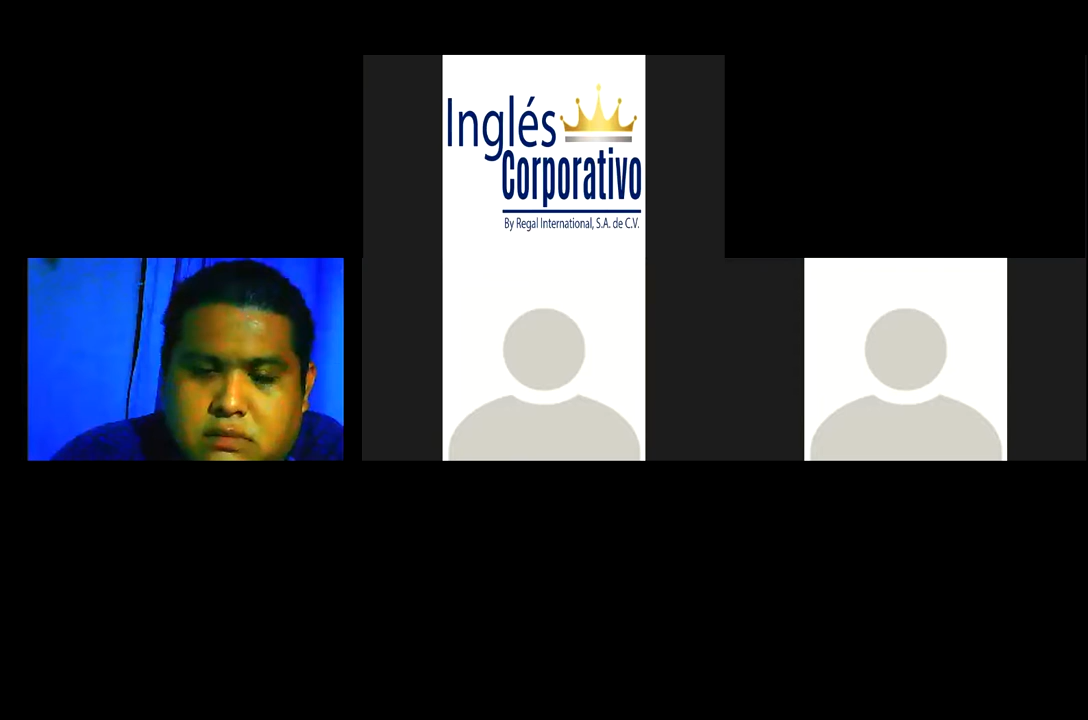 Inglés
Corporativo
By Regal International, S.A. de C.V.